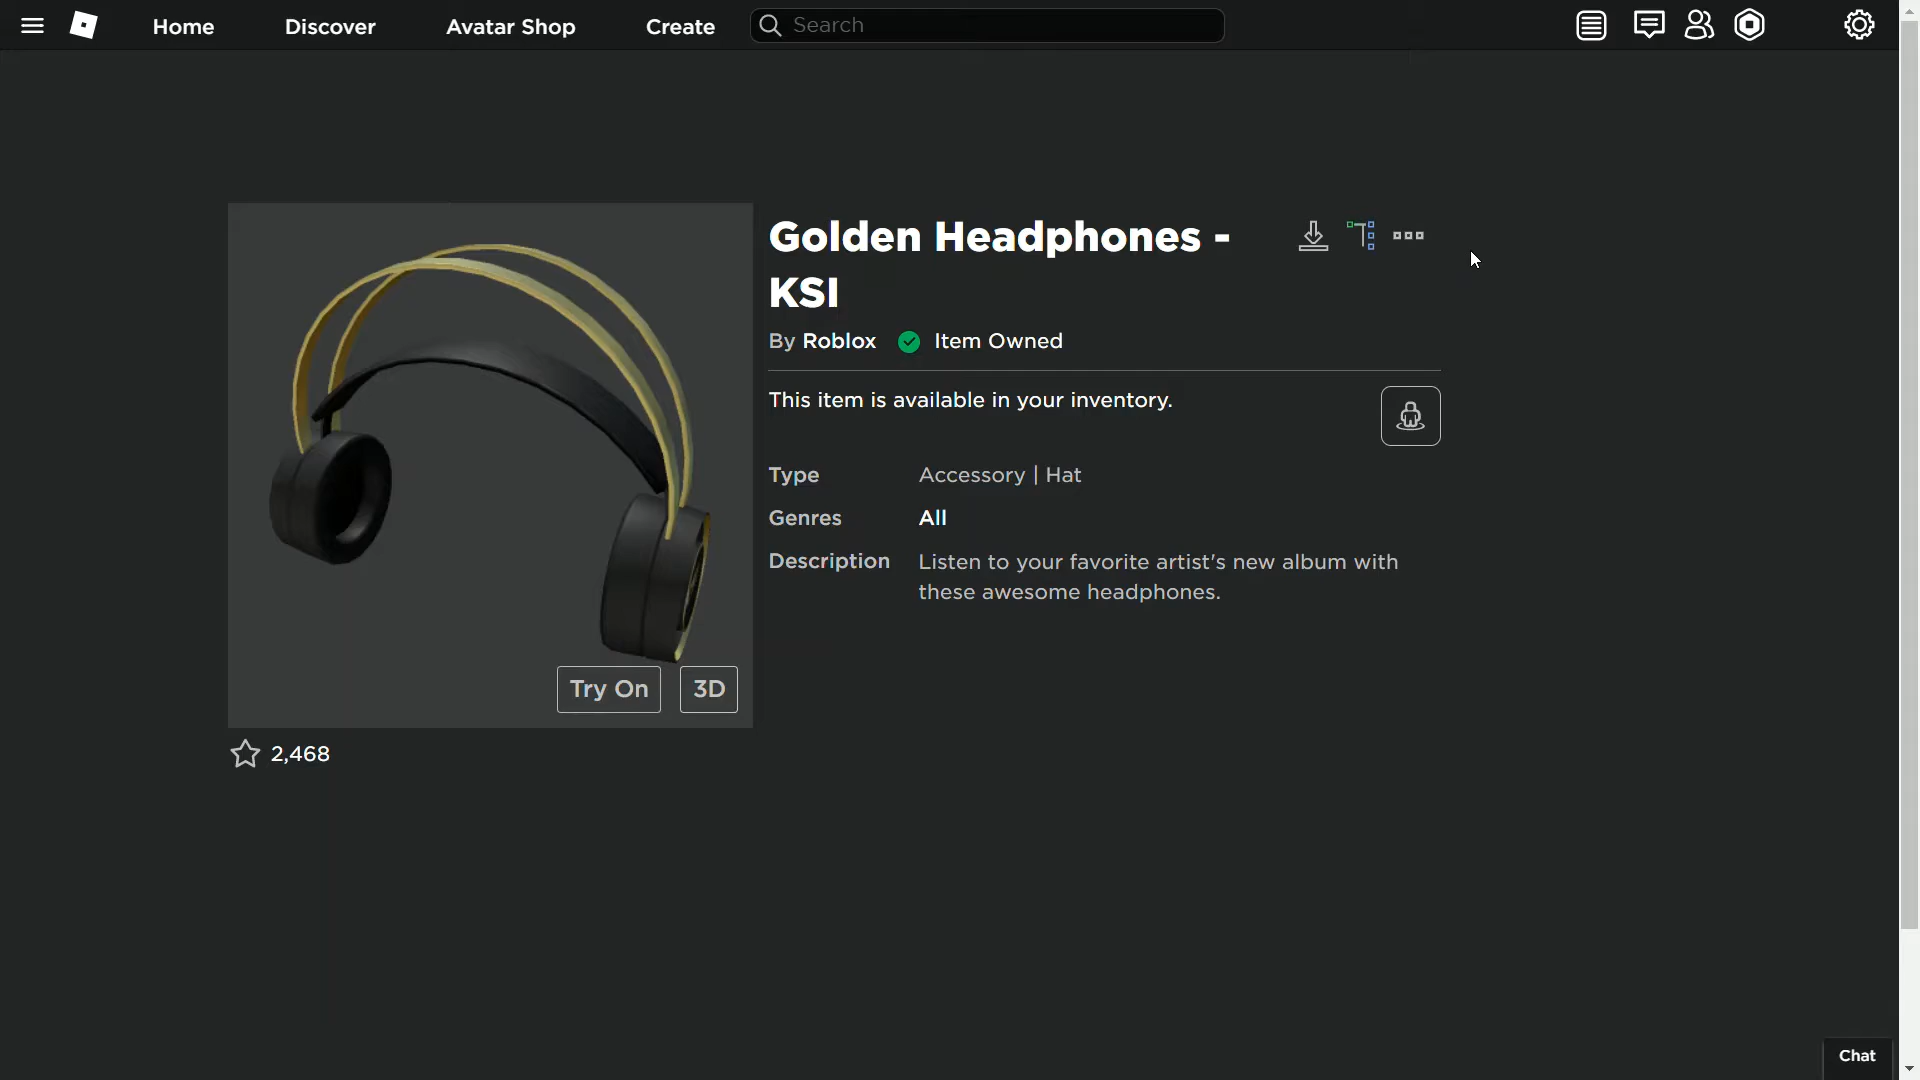 Home
Discover
Avatar Shop
Create
Search
Golden Headphones -
KSI
By Roblox Item Owned
This item is available in your inventory.
Type Accessory | Hat
Genres All
Description Listen to your favorite artist's new album with
these awesome headphones.
Try On
3D
2,468
Chat